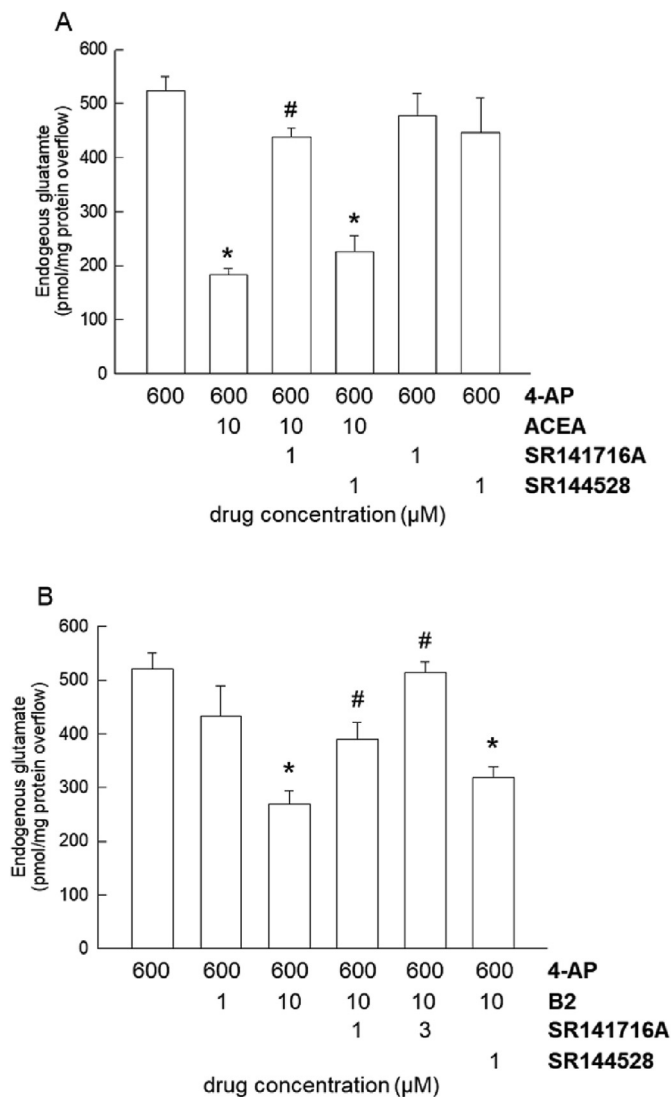 A
Endogeous gluatamte
(pmol/mg protein overflow)
600
500
400
300
200
100
0
*
#
*
600 600 600 600 600 600 4-AP
10 10 10 ACEA
1 1 SR141716A
1 1 SR144528
drug concentration (µM)
B
Endogenous glutamate
(pmol/mg protein overflow)
600
500
400
300
200
100
0
*
#
#
*
600 600 600 600 600 600 4-AP
1 10 10 10 10 B2
1 3 SR141716A
1 SR144528
drug concentration (µM)